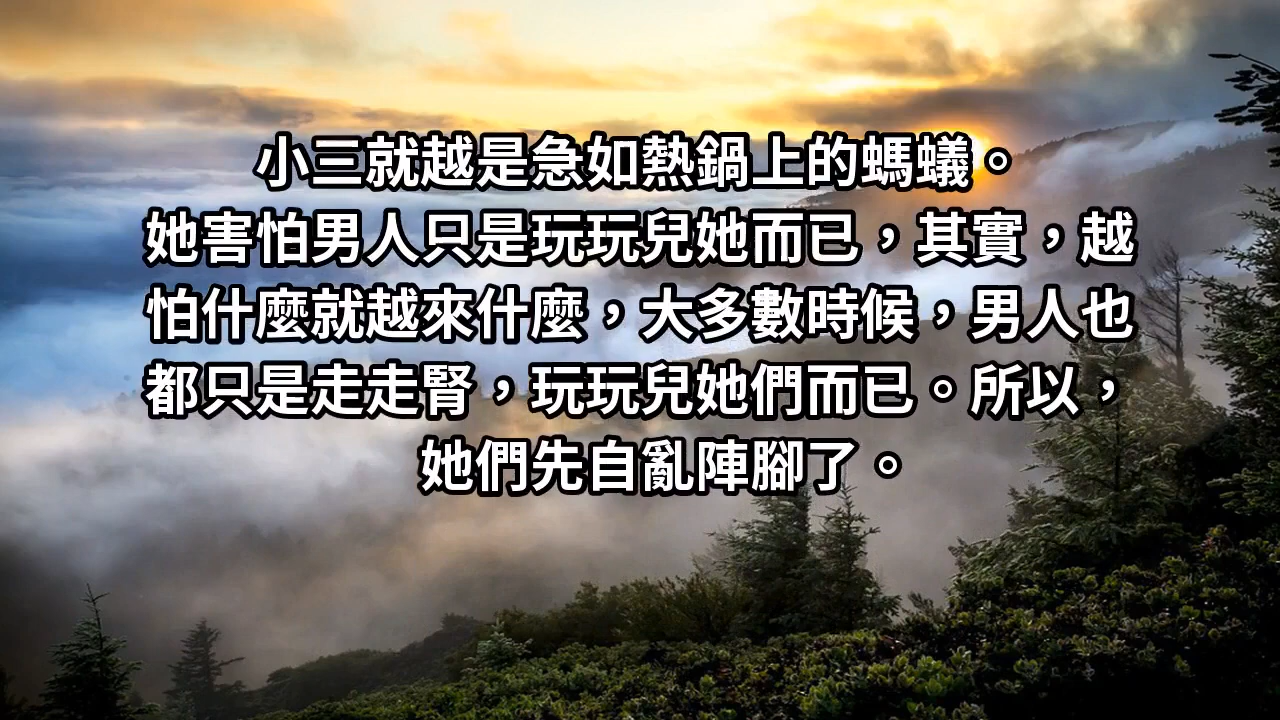 小三就越是急如熱鍋上的螞蟻。
她害怕男人只是玩玩兒她而已，其實，越
怕什麼就越來什麼，大多數時候，男人也
都只是走走腎，玩玩兒她們而已。所以，
她們先自亂陣腳了。